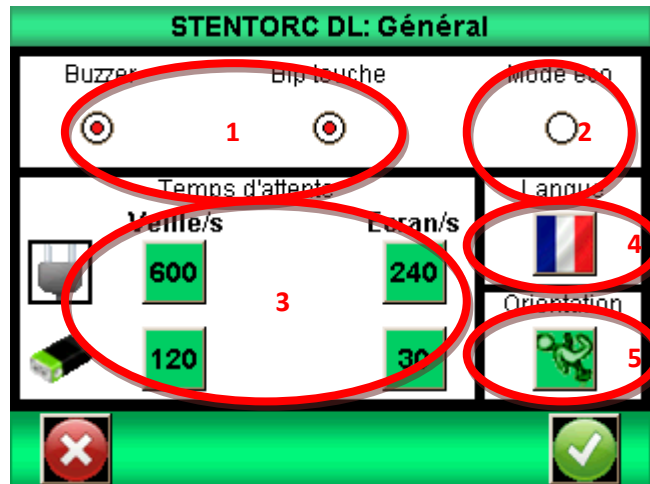 STENTORC DL: Général
Buzzer Bip touche Mode eco
1 2
Temps d'attente Langue
Veille/s Ecran/s
4
600 240
3 Orientation
120 30 5